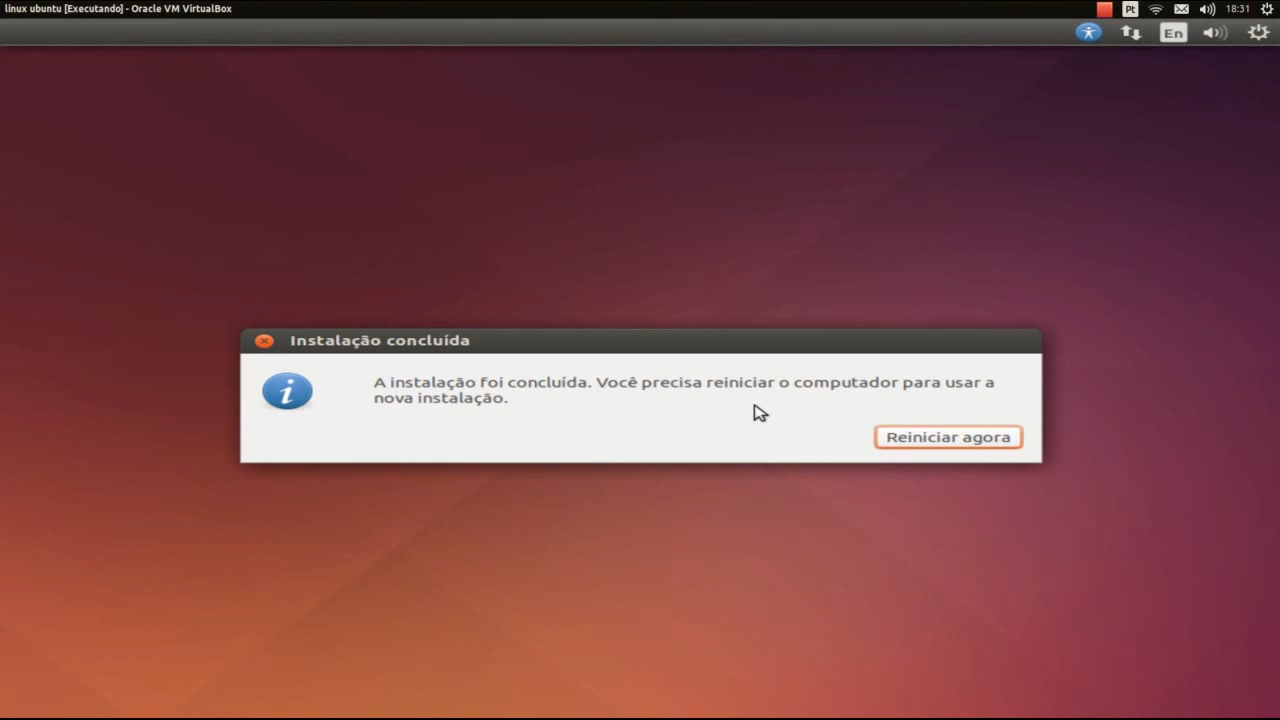 linux ubuntu [Executando] - Oracle VM VirtualBox
Pt
18:31
En
Instalação concluída
A instalação foi concluída. Você precisa reiniciar o computador para usar a
nova instalação.
Reiniciar agora